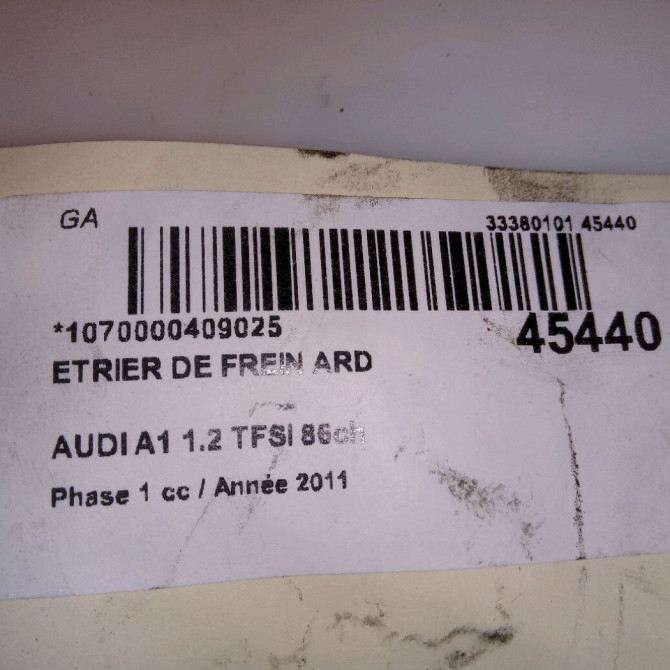 GA
33380101 45440
*1070000409025
45440
ETRIER DE FREIN ARD
AUDI A1 1.2 TFSI 86ch
Phase 1 cc / Année 2011